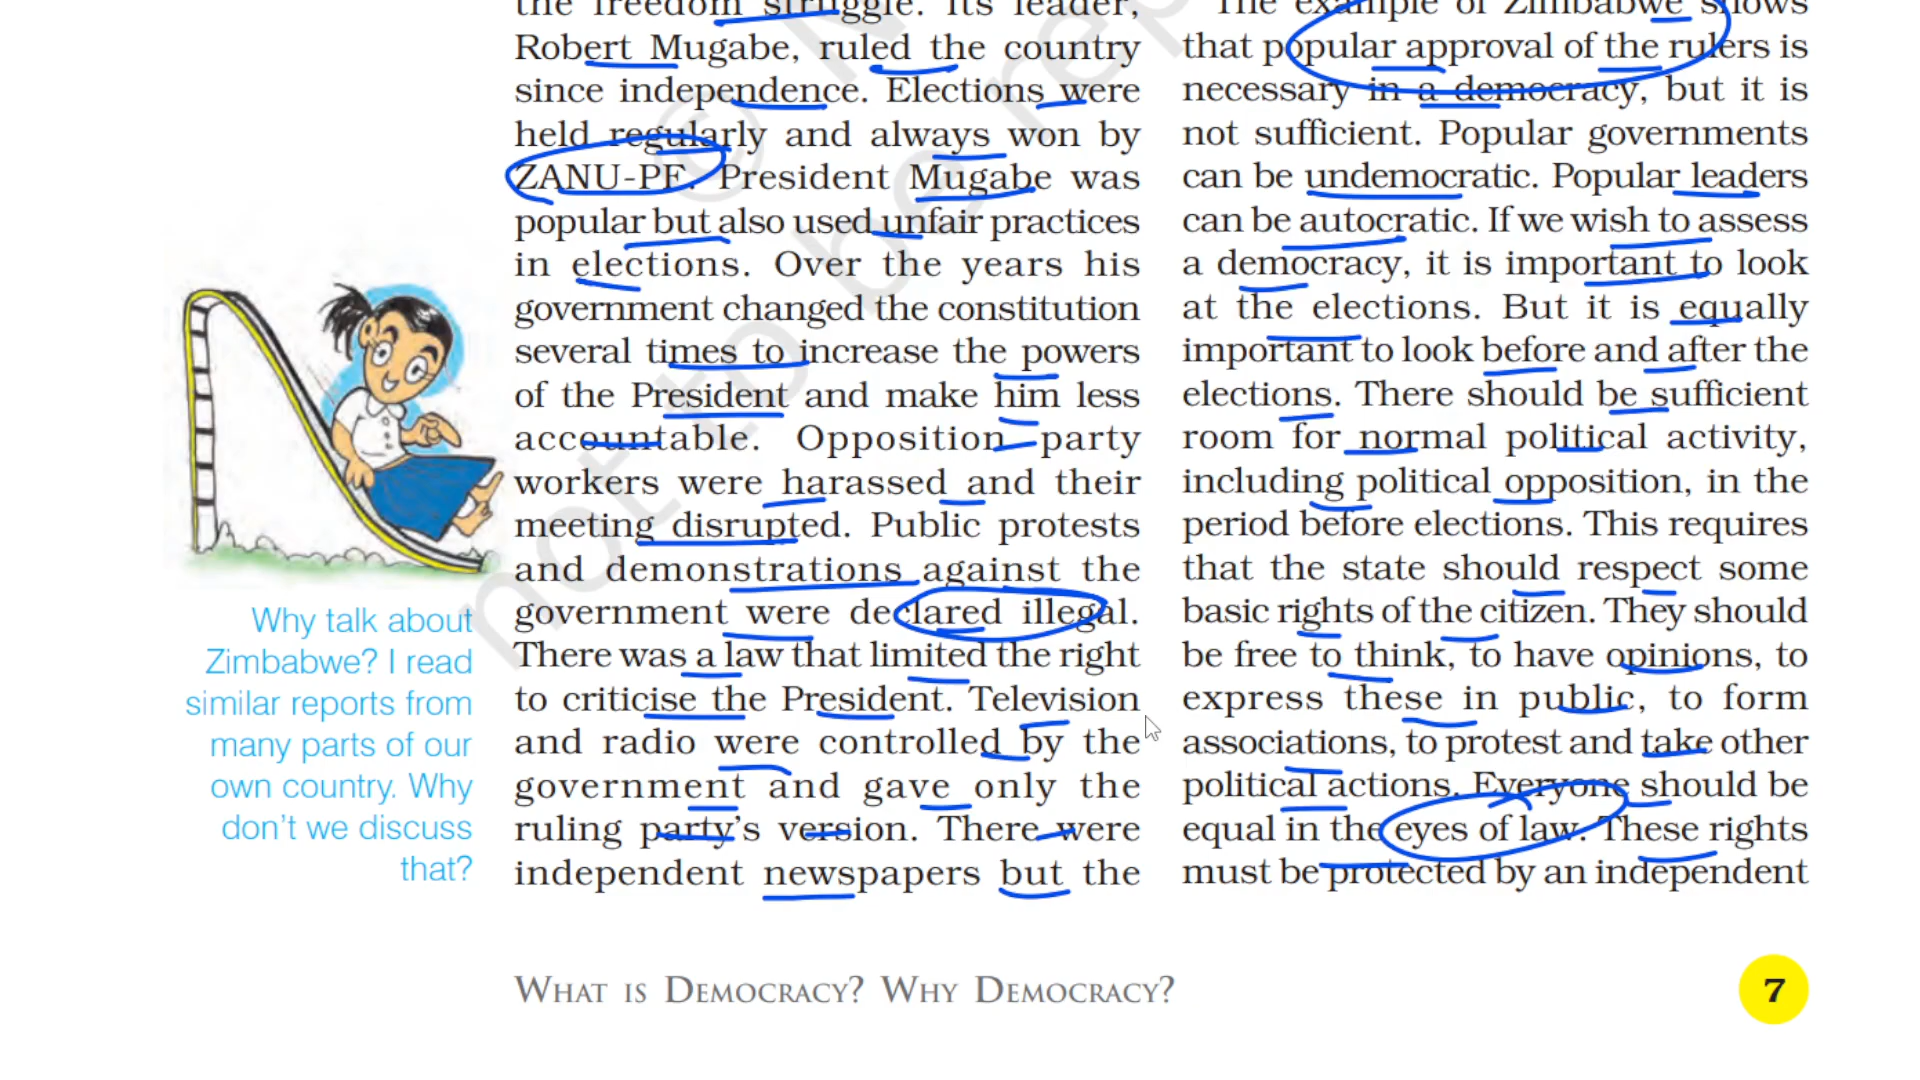 the freedom struggle. Its leader,
Robert Mugabe, ruled the country
since independence. Elections were
held regularly and always won by
ZANU-PF. President Mugabe was
popular but also used unfair practices
in elections. Over the years his
government changed the constitution
several times to increase the powers
of the President and make him less
accountable. Opposition party
workers were harassed and their
meeting disrupted. Public protests
and demonstrations against the
government were declared illegal.
There was a law that limited the right
to criticise the President. Television
and radio were controlled by the
government and gave only the
ruling party's version. There were
independent newspapers but the
The example of Zimbabwe shows
that popular approval of the rulers is
necessary in a democracy, but it is
not sufficient. Popular governments
can be undemocratic. Popular leaders
can be autocratic. If we wish to assess
a democracy, it is important to look
at the elections. But it is equally
important to look before and after the
elections. There should be sufficient
room for normal political activity,
including political opposition, in the
period before elections. This requires
that the state should respect some
basic rights of the citizen. They should
be free to think, to have opinions, to
express these in public, to form
associations, to protest and take other
political actions. Everyone should be
equal in the eyes of law. These rights
must be protected by an independent
Why talk about
Zimbabwe? I read
similar reports from
many parts of our
own country. Why
don't we discuss
that?
© N
not to be rep
What is Democracy? Why Democracy?
7